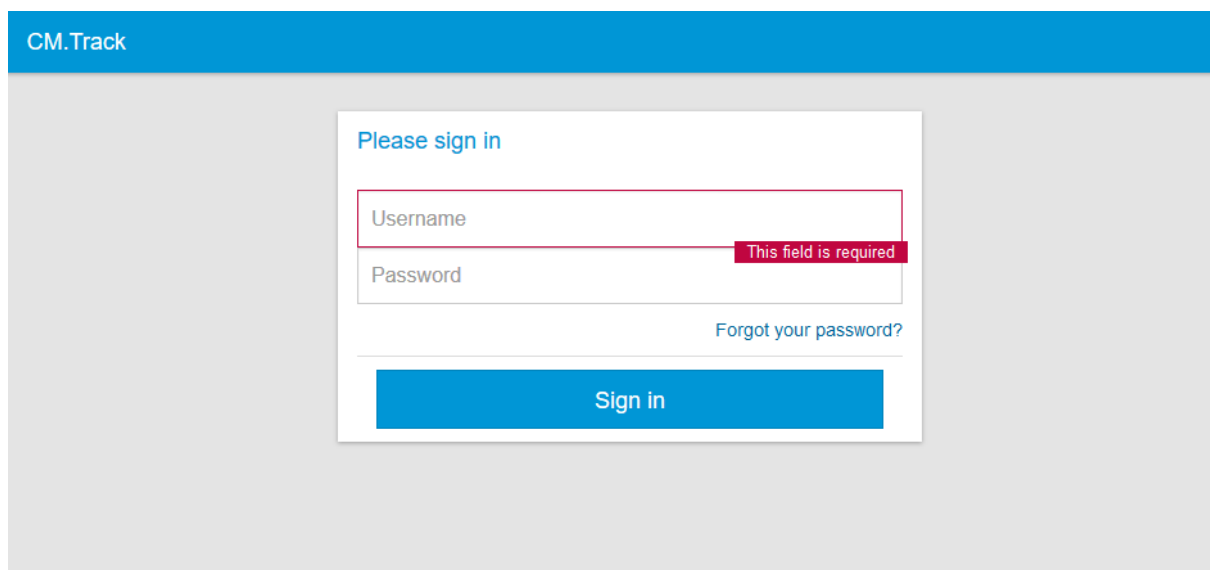 CM.Track
Please sign in
Username
This field is required
Password
Forgot your password?
Sign in